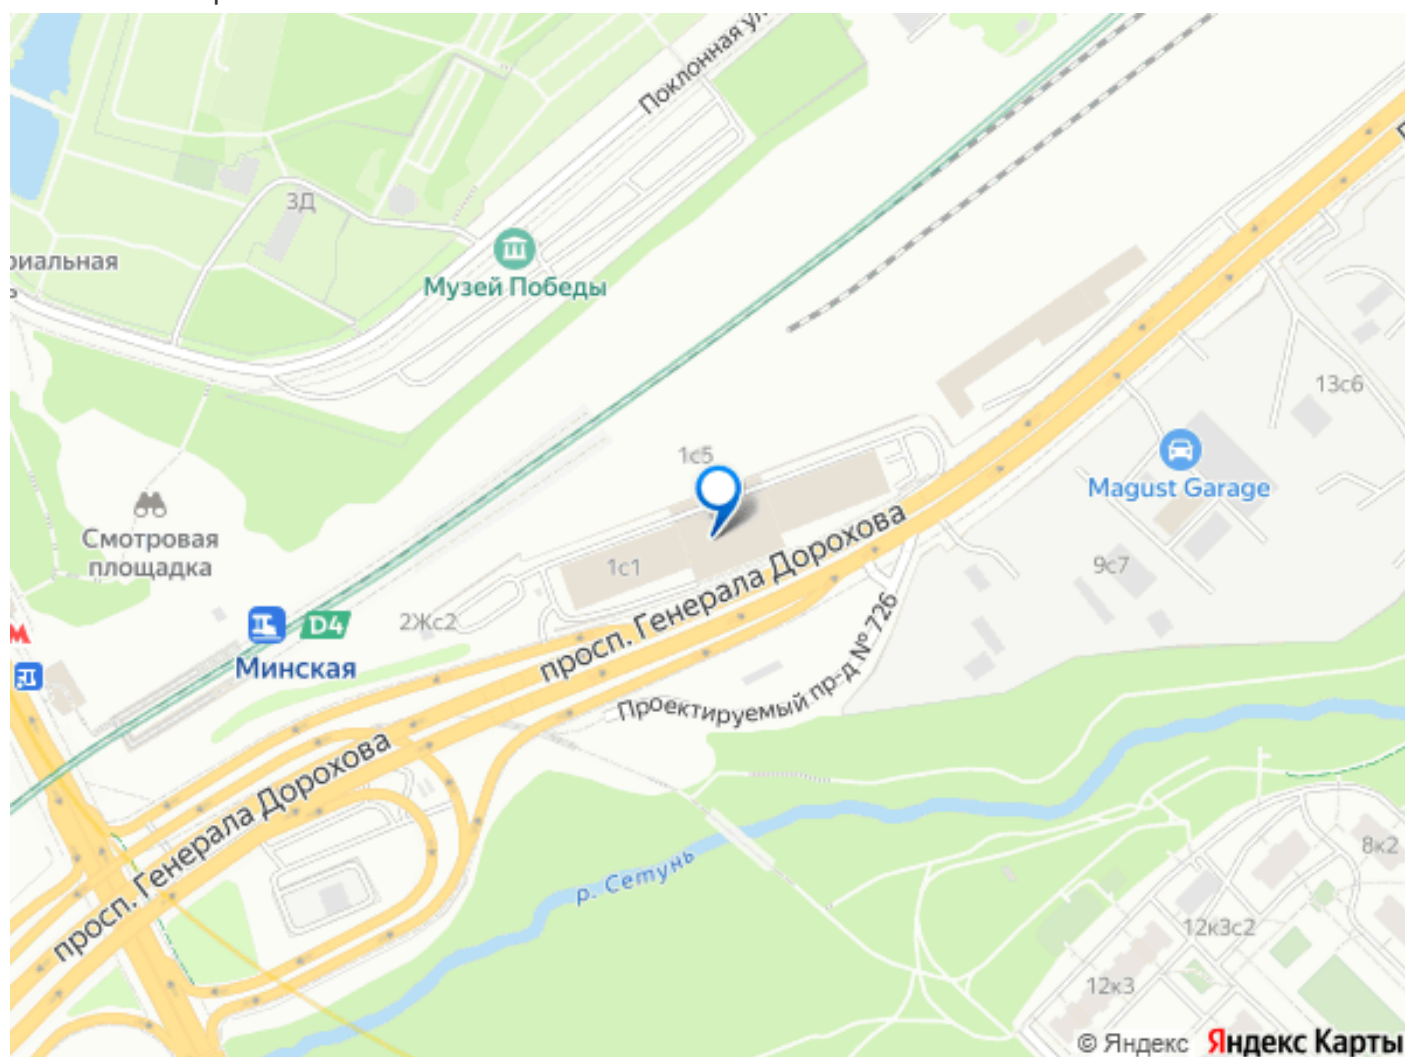 Поклонная ул.
3Д
риальная
Музей Победы
13с6
1с5
Magust Garage
Смотровая
площадка
1с1
9с7
2Жс2
D4
Минская
просп. Генерала Дорохова
Проектируемый пр-д № 726
просп. Генерала Дорохова
р. Сетунь
8к2
12к3с2
12к3
© Яндекс Яндекс Карты